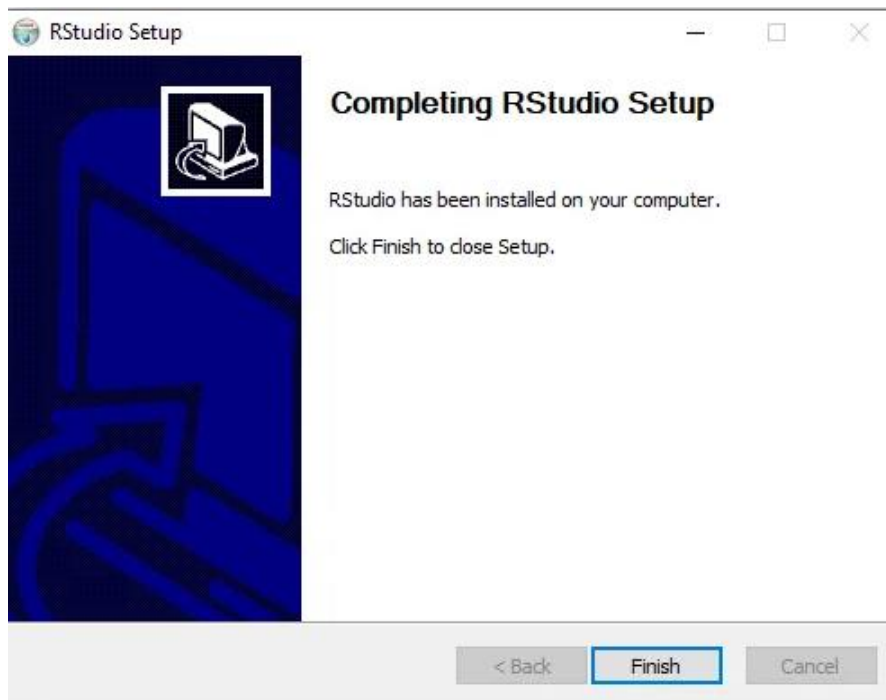 RStudio Setup
Completing RStudio Setup
RStudio has been installed on your computer.
Click Finish to close Setup.
< Back Finish Cancel